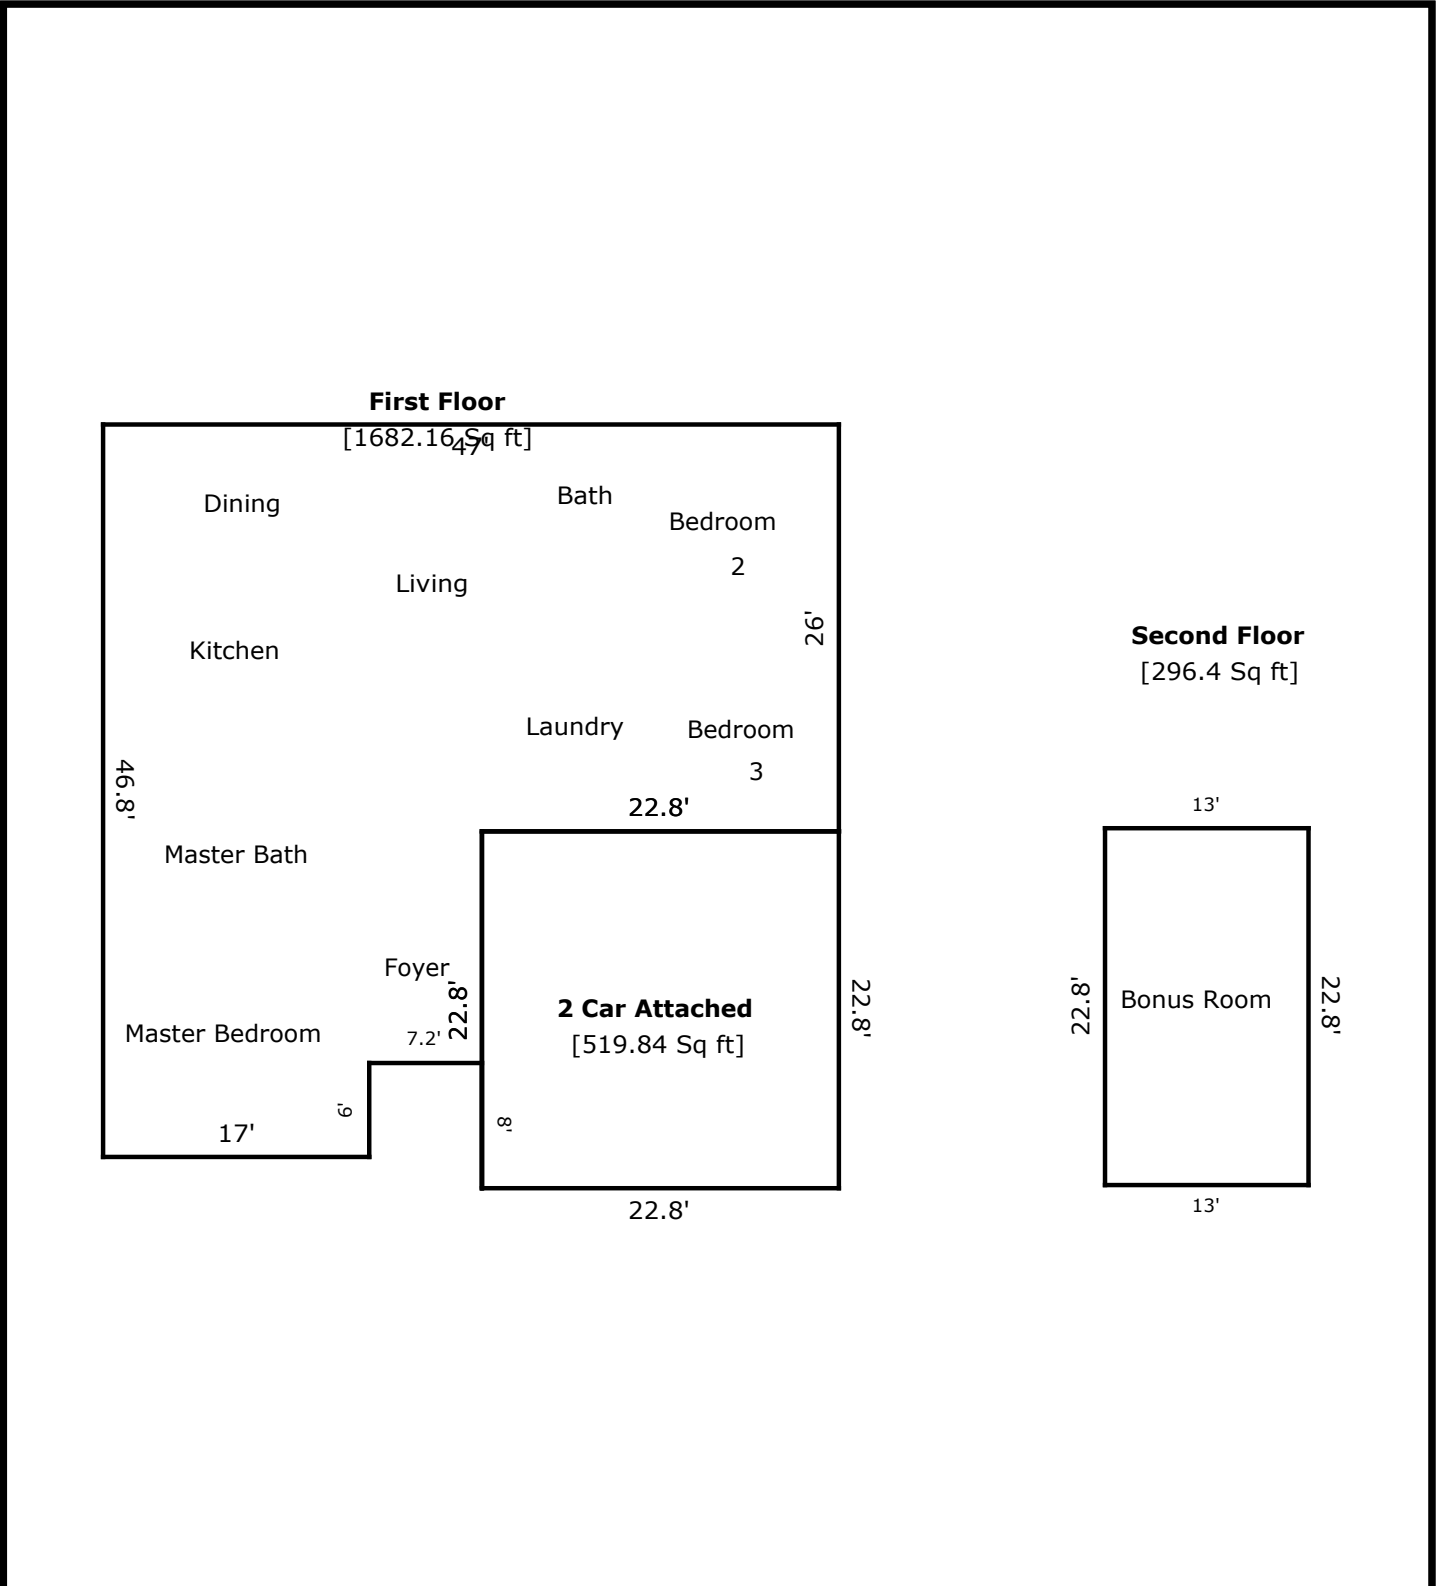 First Floor
[1682.16 Sq ft]
47'
Dining
Bath
Bedroom
2
Living
26'
Kitchen
Laundry
Bedroom
3
46.8'
22.8'
Master Bath
Foyer
22.8'
7.2'
Master Bedroom
2 Car Attached
[519.84 Sq ft]
22.8'
6'
8'
17'
22.8'
Second Floor
[296.4 Sq ft]
13'
22.8'
Bonus Room
22.8'
13'